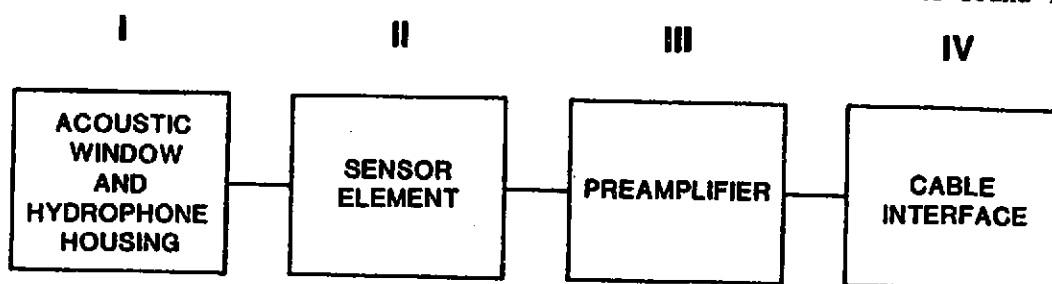 I
II
III
IV
ACOUSTIC
WINDOW
AND
HYDROPHONE
HOUSING
SENSOR
ELEMENT
PREAMPLIFIER
CABLE
INTERFACE